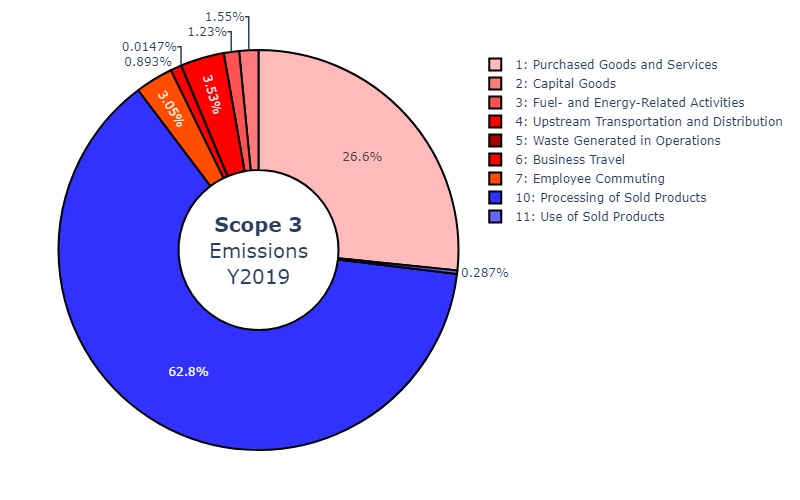 1.55%
1.23%
0.0147%
0.893%
3.53%
3.05%
26.6%
0.287%
62.8%
Scope 3
Emissions
Y2019
1: Purchased Goods and Services
2: Capital Goods
3: Fuel- and Energy-Related Activities
4: Upstream Transportation and Distribution
5: Waste Generated in Operations
6: Business Travel
7: Employee Commuting
10: Processing of Sold Products
11: Use of Sold Products